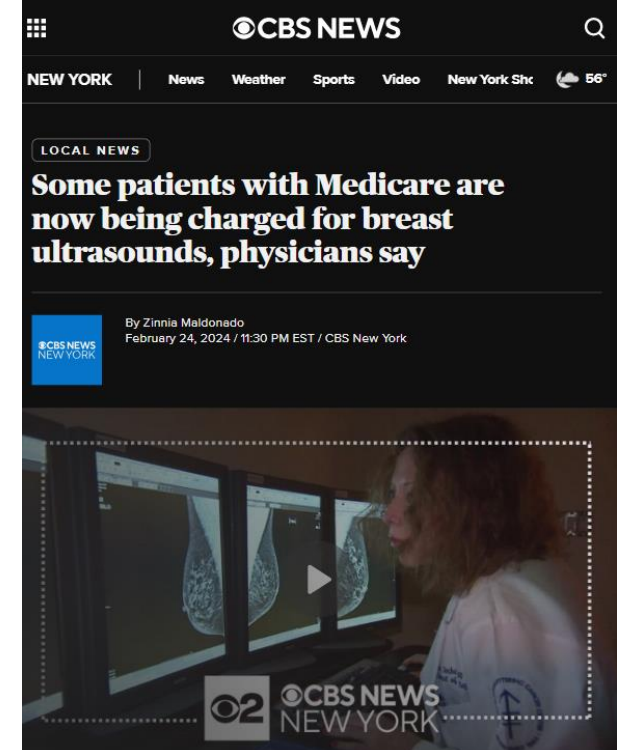 CBS NEWS
NEW YORK | News Weather Sports Video New York Sho 56°
LOCAL NEWS
Some patients with Medicare are
now being charged for breast
ultrasounds, physicians say
By Zinnia Maldonado
February 24, 2024 / 11:30 PM EST / CBS New York
CBS NEWS
NEW YORK
2 CBS NEWS
NEW YORK